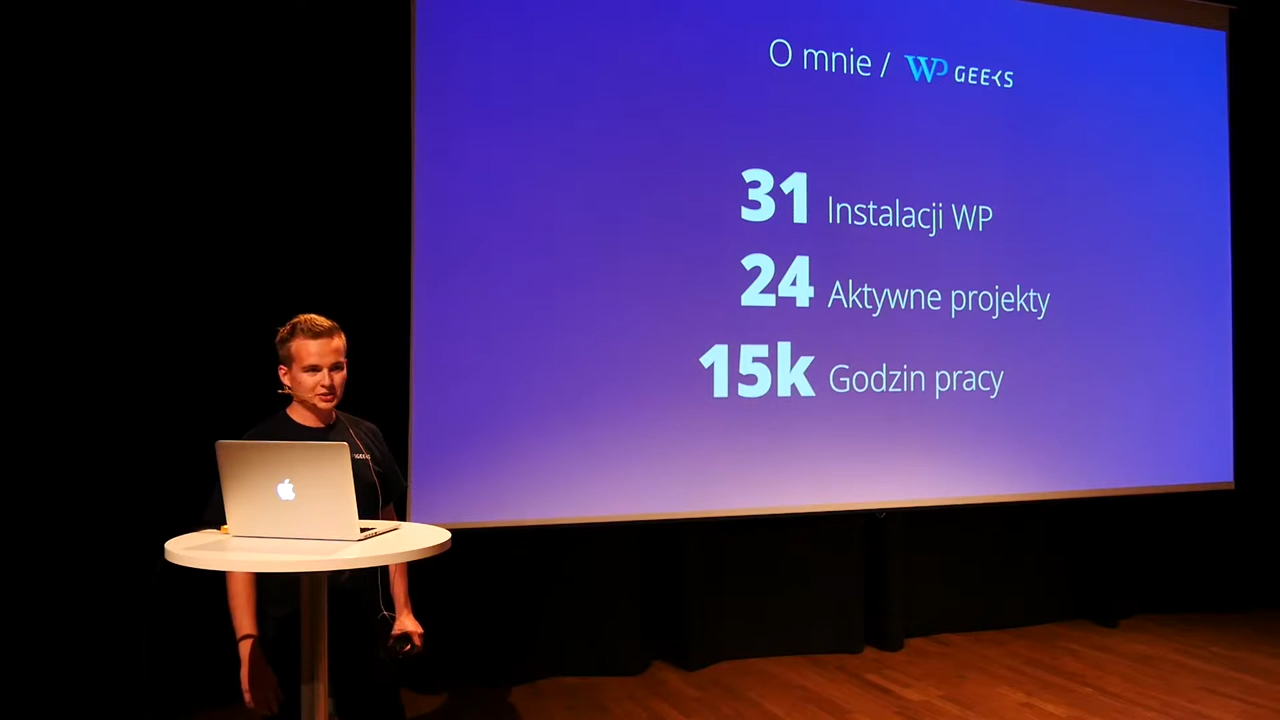 O mnie / WP GEEKS
31 Instalacji WP
24 Aktywne projekty
15k Godzin pracy